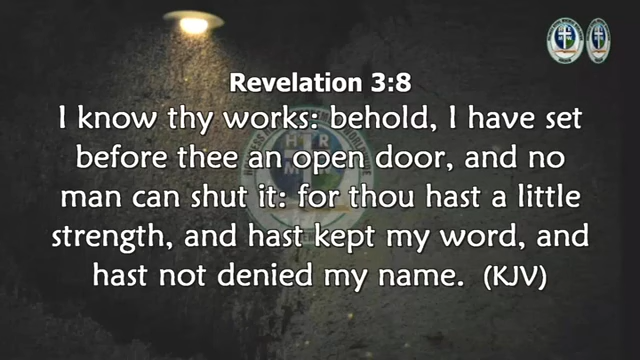 Revelation 3:8
I know thy works: behold, I have set
before thee an open door, and no
man can shut it: for thou hast a little
strength, and hast kept my word, and
hast not denied my name. (KJV)